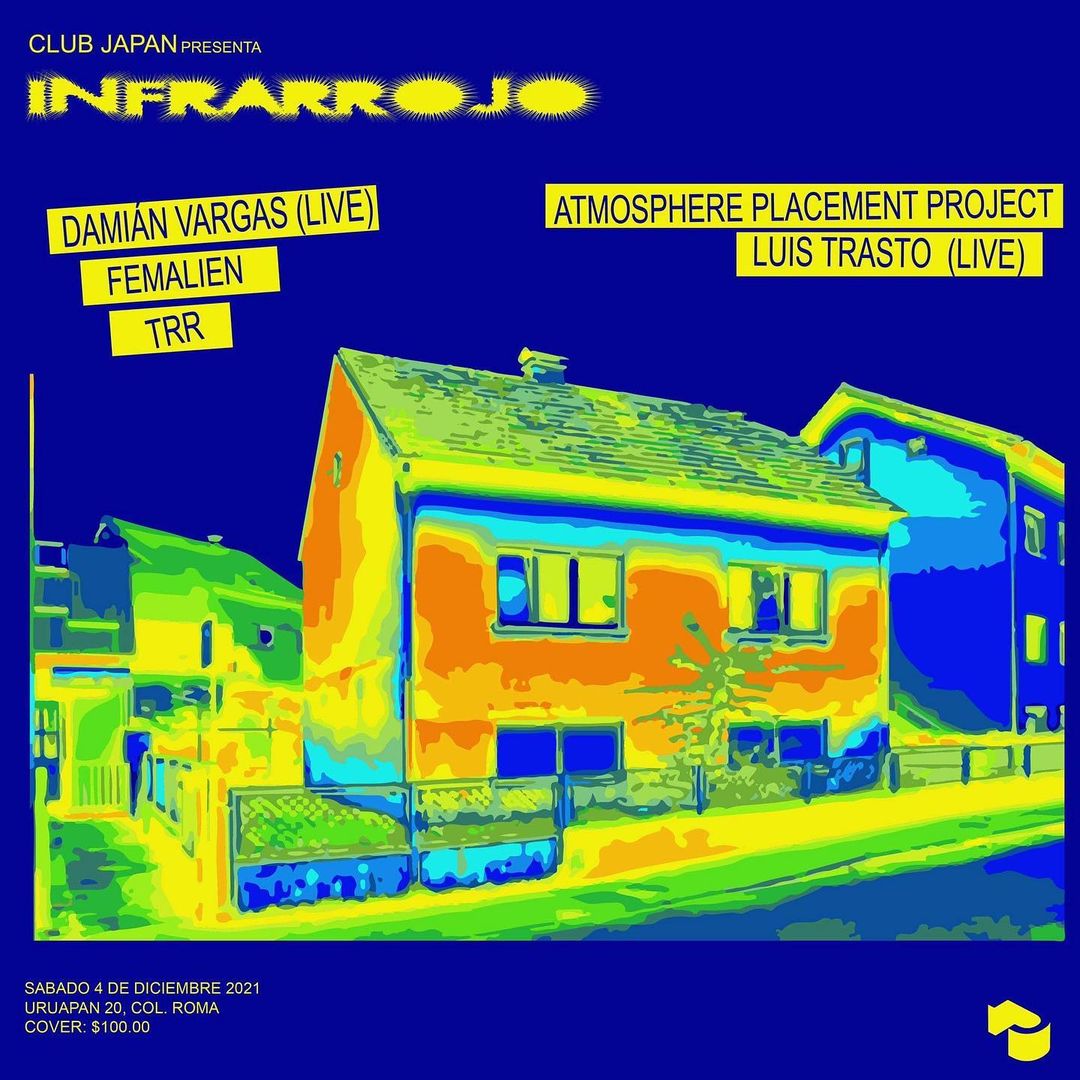 CLUB JAPAN PRESENTA
INFRARROJO
DAMIÁN VARGAS (LIVE)
FEMALIEN
TRR
ATMOSPHERE PLACEMENT PROJECT
LUIS TRASTO (LIVE)
SABADO 4 DE DICIEMBRE 2021
URUAPAN 20, COL. ROMA
COVER: $100.00